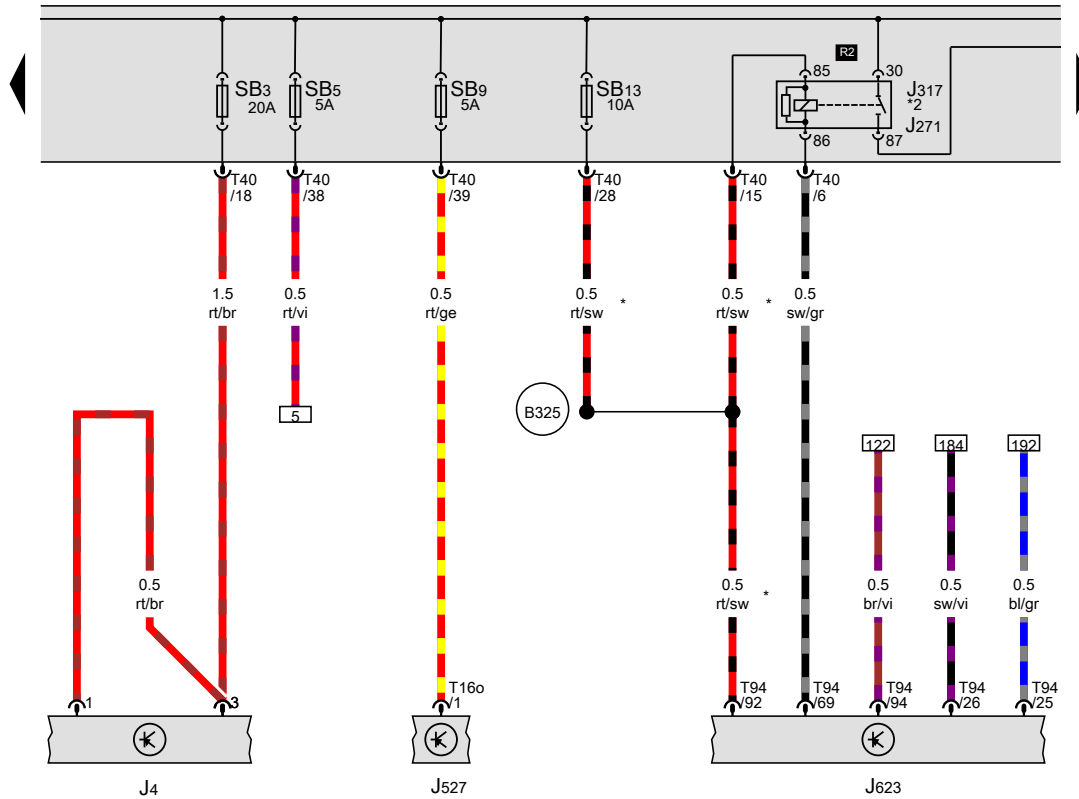 R2
SB3
20A
SB5
5A
SB9
5A
SB13
10A
85
30
J317
*2
J271
86
87
T40
/18
T40
/38
T40
/39
T40
/28
T40
/15
T40
/6
1.5
rt/br
0.5
rt/vi
0.5
rt/ge
0.5
rt/sw
*
0.5
rt/sw
*
0.5
sw/gr
5
B325
122
184
192
0.5
rt/br
0.5
rt/sw
*
0.5
br/vi
0.5
sw/vi
0.5
bl/gr
1
3
T16o
/1
T94
/92
T94
/69
T94
/94
T94
/26
T94
/25
J4
J527
J623